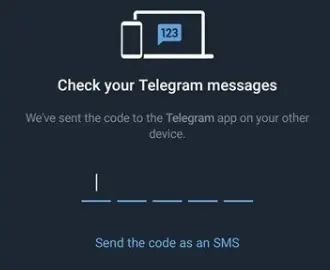 123
Check your Telegram messages
We've sent the code to the Telegram app on your other
device.
Send the code as an SMS